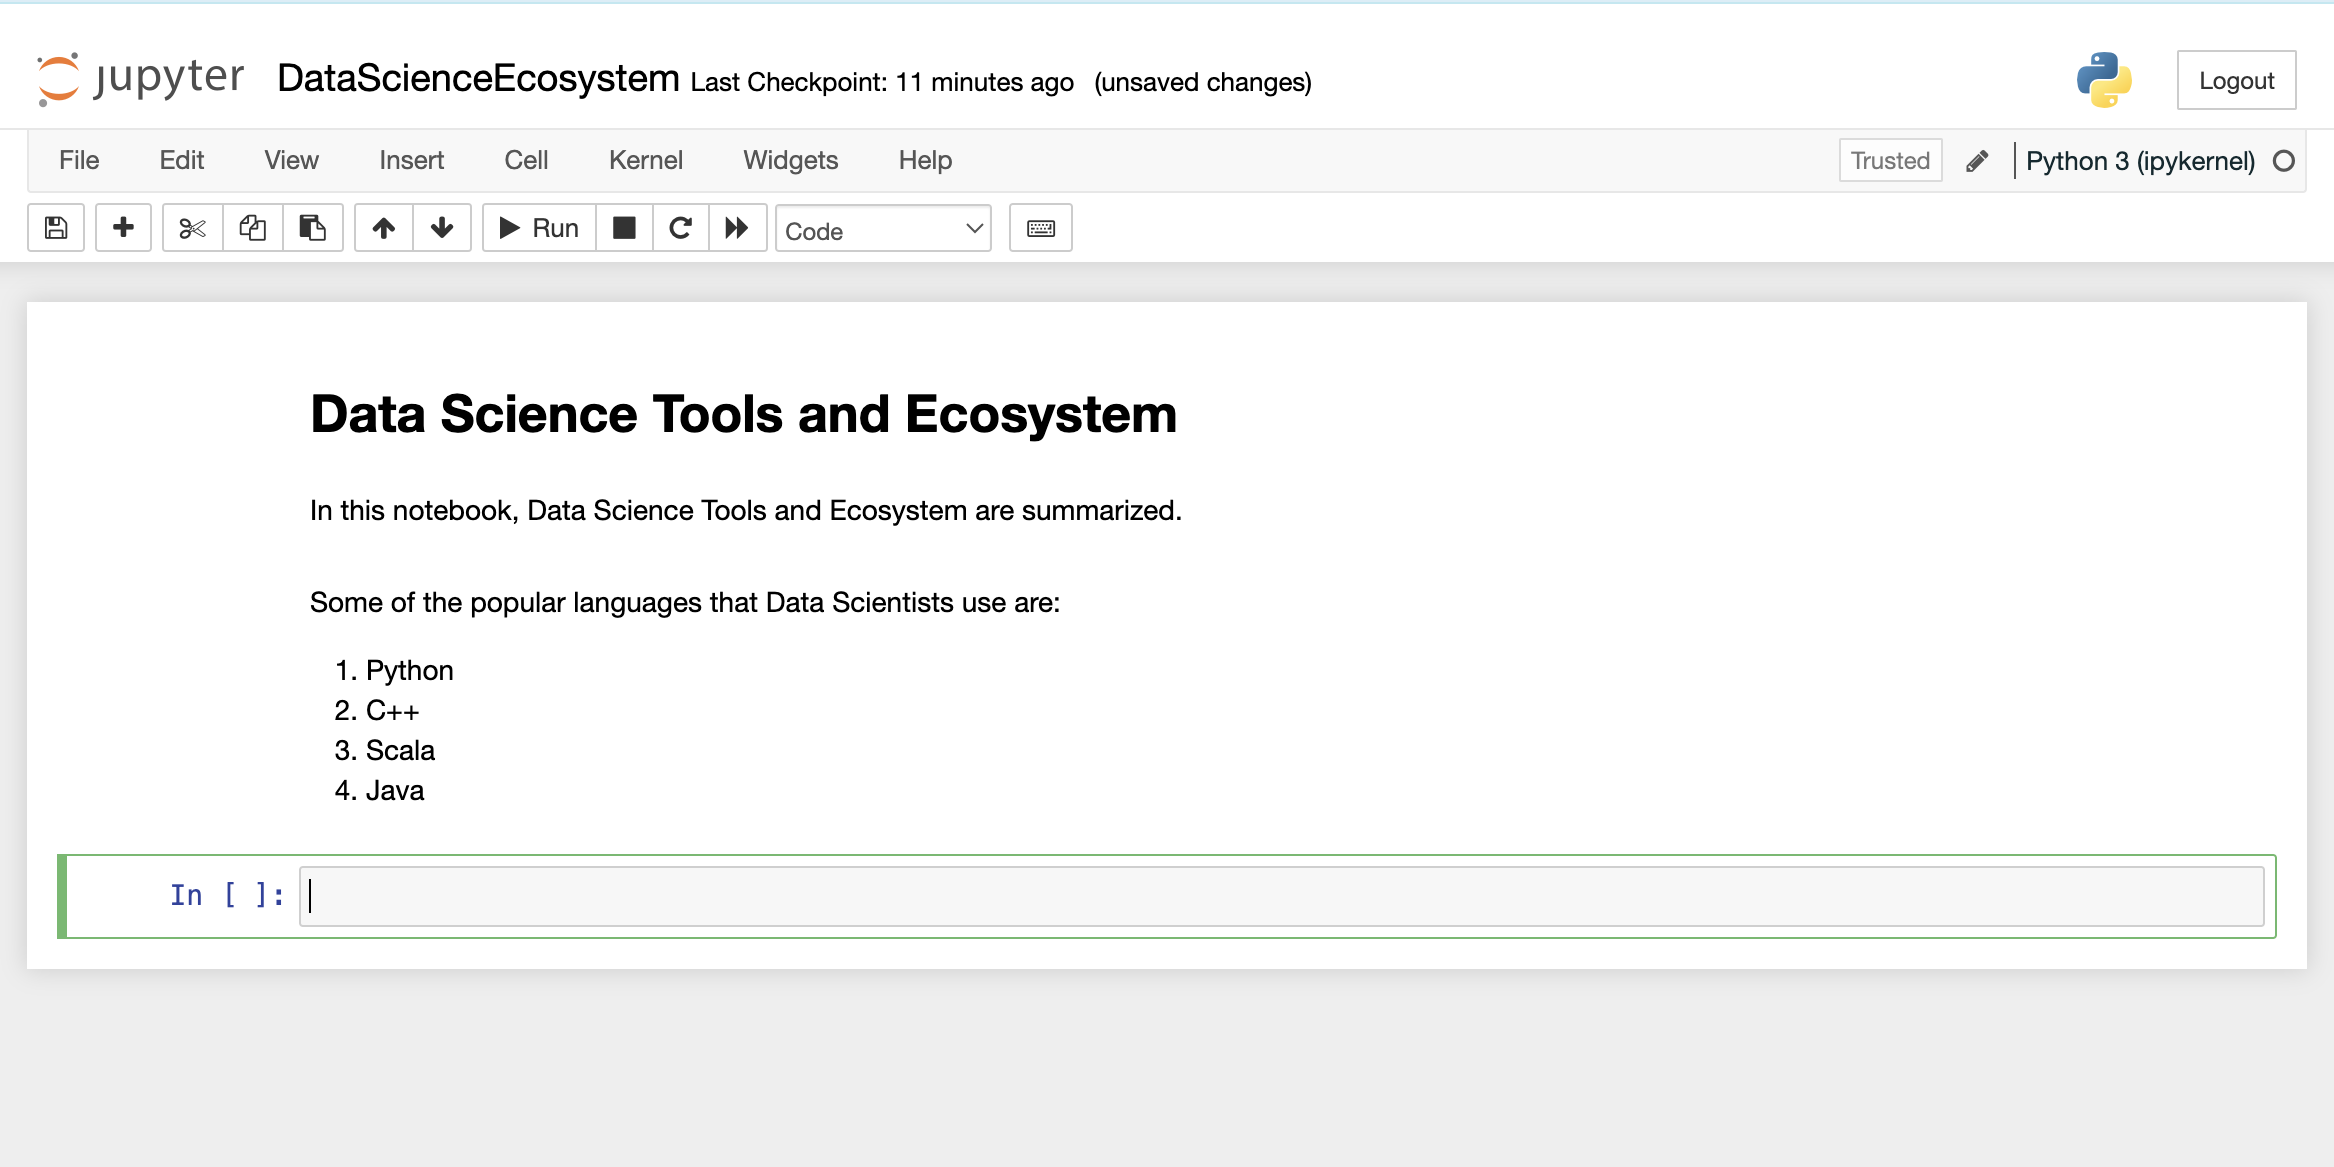 jupyter DataScienceEcosystem Last Checkpoint: 11 minutes ago (unsaved changes)
Logout
File Edit View Insert Cell Kernel Widgets Help
Trusted
Python 3 (ipykernel)
Run
Code
Data Science Tools and Ecosystem
In this notebook, Data Science Tools and Ecosystem are summarized.
Some of the popular languages that Data Scientists use are:
1. Python
2. C++
3. Scala
4. Java
In [ ]: